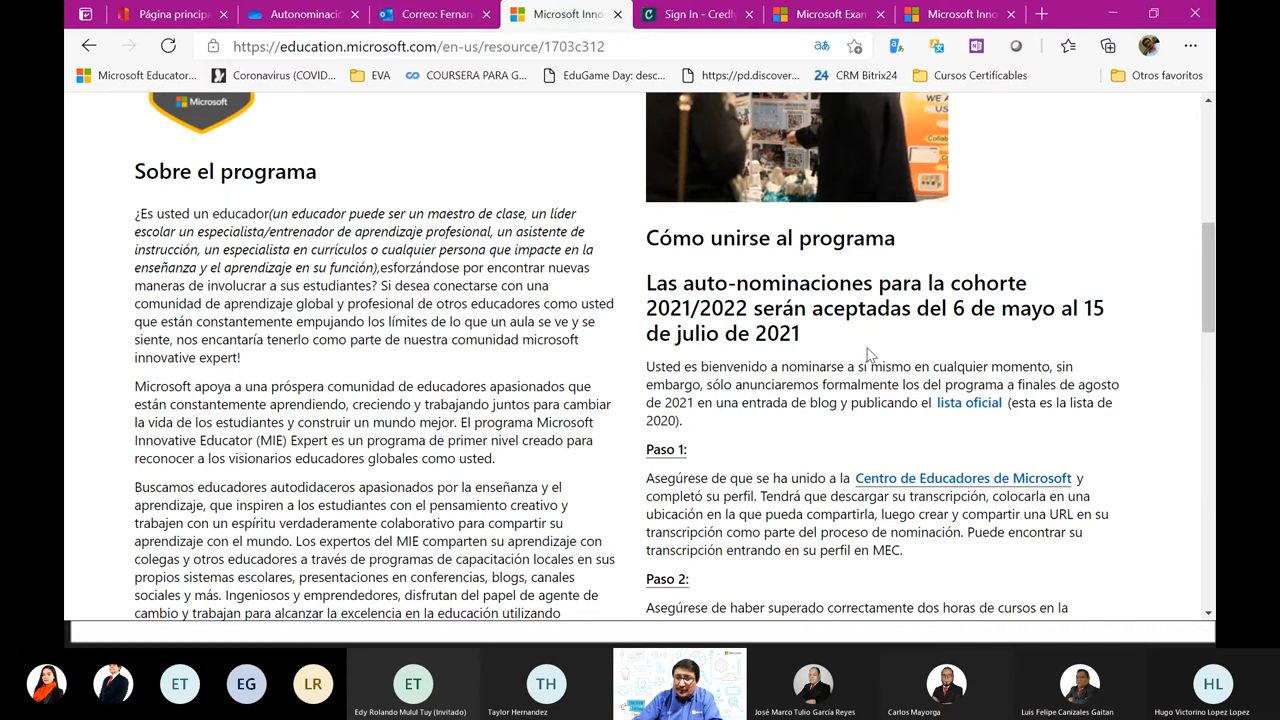 Página principa
Autonominació
Correo: Fernan
Microsoft Inno
Sign In - Credly
Microsoft Exam
Microsoft Inno
https://education.microsoft.com/en-us/resource/1703c312
Microsoft Educator...
Coronavirus (COVID...
EVA
COURSERA PARA G...
EduGame Day: desc...
https://pd.discover...
24 CRM Bitrix24
Cursos Certificables
Otros favoritos
Microsoft
Sobre el programa
¿Es usted un educador(un educador puede ser un maestro de clase, un líder
escolar un especialista/entrenador de aprendizaje profesional, un asistente de
instrucción, un especialista en currículos o cualquier persona que impacte en la
enseñanza y el aprendizaje en su función),esforzándose por encontrar nuevas
maneras de involucrar a sus estudiantes? Si desea conectarse con una
comunidad de aprendizaje global y profesional de otros educadores como usted
que están constantemente empujando los límites de lo que un aula se ve y se
siente, nos encantaría tenerlo como parte de nuestra comunidad microsoft
innovative expert!
Microsoft apoya a una próspera comunidad de educadores apasionados que
están constantemente aprendiendo, creciendo y trabajando juntos para cambiar
la vida de los estudiantes y construir un mundo mejor. El programa Microsoft
Innovative Educator (MIE) Expert es un programa de primer nivel creado para
reconocer a los visionarios educadores globales como usted.
Buscamos educadores autodidaceros apasionados por la enseñanza y el
aprendizaje, que inspiren a los estudiantes con el pensamiento creativo y
trabajen con un espíritu verdaderamente colaborativo para compartir su
aprendizaje con el mundo. Los expertos del MIE comparten su aprendizaje con
colegas y otros educadores a través de programas de capacitación locales en sus
propios sistemas escolares, presentaciones en conferencias, blogs, canales
sociales y más. Ingeniosos y emprendedores, disfrutan del papel de agente de
cambio y trabajan para alcanzar la excelencia en la educación utilizando
WE A
US
Cómo unirse al programa
Las auto-nominaciones para la cohorte
2021/2022 serán aceptadas del 6 de mayo al 15
de julio de 2021
Usted es bienvenido a nominarse a sí mismo en cualquier momento, sin
embargo, sólo anunciaremos formalmente los del programa a finales de agosto
de 2021 en una entrada de blog y publicando el lista oficial (esta es la lista de
2020).
Paso 1:
Asegúrese de que se ha unido a la Centro de Educadores de Microsoft y
completó su perfil. Tendrá que descargar su transcripción, colocarla en una
ubicación en la que pueda compartirla, luego crear y compartir una URL en su
transcripción como parte del proceso de nominación. Puede encontrar su
transcripción entrando en su perfil en MEC.
Paso 2:
Asegúrese de haber superado correctamente dos horas de cursos en la
ET
EG
LR
ET
Edy Rolando Mulul Tuy (Invitado)
TH
Taylor Hernandez
José Marco Tulio García Reyes
Carlos Mayorga
Luis Felipe Canizales Gaitan
HL
Hugo Victorino Lopez Lopez